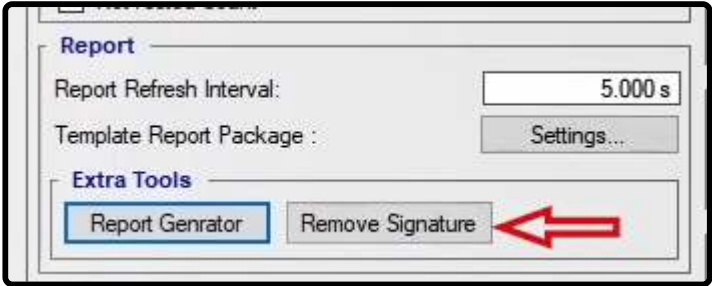 Report
Report Refresh Interval:
5.000 s
Template Report Package :
Settings...
Extra Tools
Report Genrator
Remove Signature